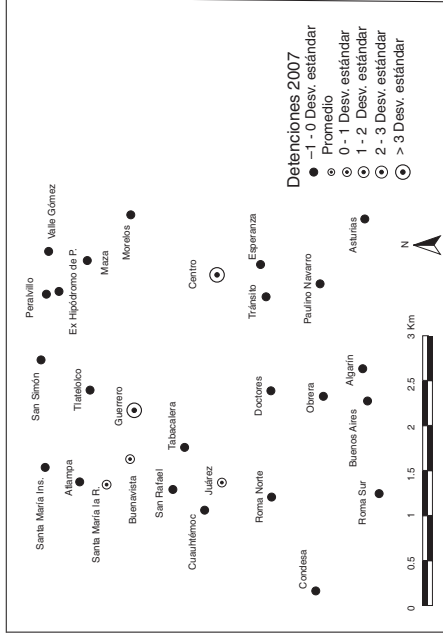 Peralvillo
Valle Gómez
Ex Hipódromo de P.
Maza
Morelos
San Simón
Tlatelolco
Guerrero
Santa María Ins.
Atlampa
Santa María la R.
Buenavista
San Rafael
Tabacalera
Cuauhtémoc
Juárez
Centro
Tránsito
Esperanza
Roma Norte
Doctores
Obrera
Paulino Navarro
Condesa
Roma Sur
Buenos Aires
Algarín
Asturias
Detenciones 2007
–1 - 0 Desv. estándar
Promedio
0 - 1 Desv. estándar
1 - 2 Desv. estándar
2 - 3 Desv. estándar
> 3 Desv. estándar
N
0 0.5 1 1.5 2 2.5 3 Km